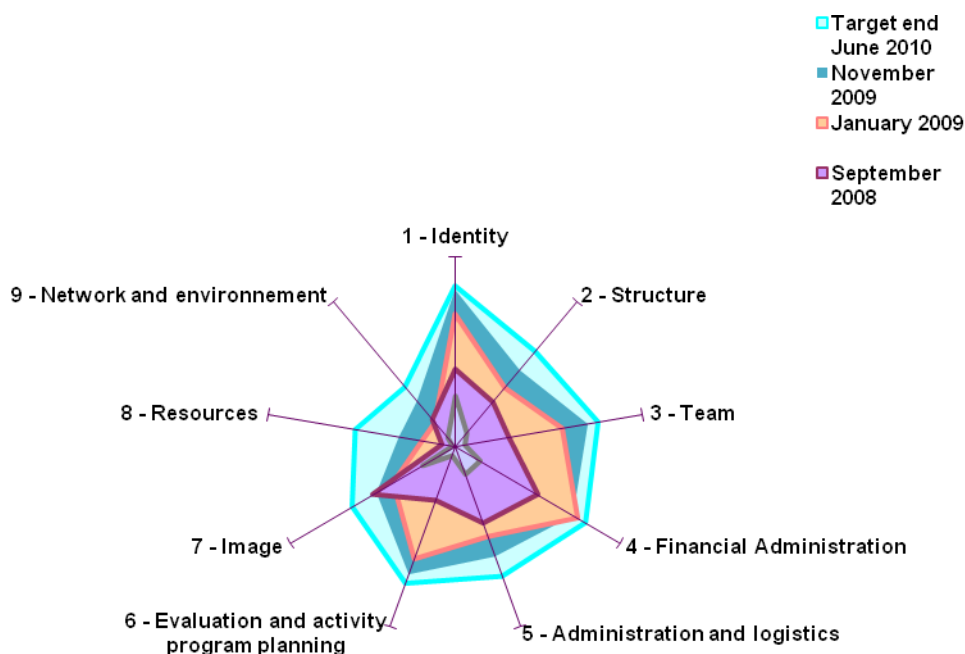 Target end
June 2010
November
2009
January 2009
September
2008
1 - Identity
9 - Network and environnement
2 - Structure
8 - Resources
3 - Team
7 - Image
4 - Financial Administration
6 - Evaluation and activity
program planning
5 - Administration and logistics